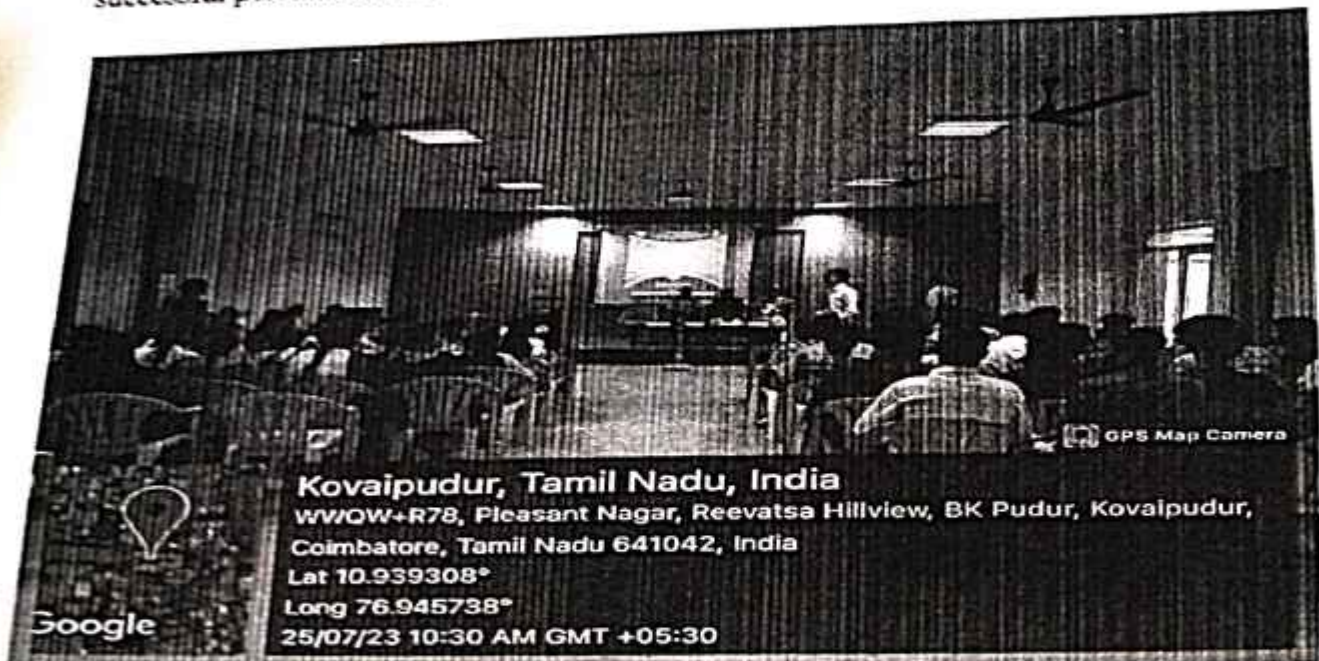 GPS Map Camera
Kovaipudur, Tamil Nadu, India
WWQW+R78, Pleasant Nagar, Reevatsa Hillview, BK Pudur, Kovaipudur,
Coimbatore, Tamil Nadu 641042, India
Lat 10.939308°
Long 76.945738°
25/07/23 10:30 AM GMT +05:30
Google